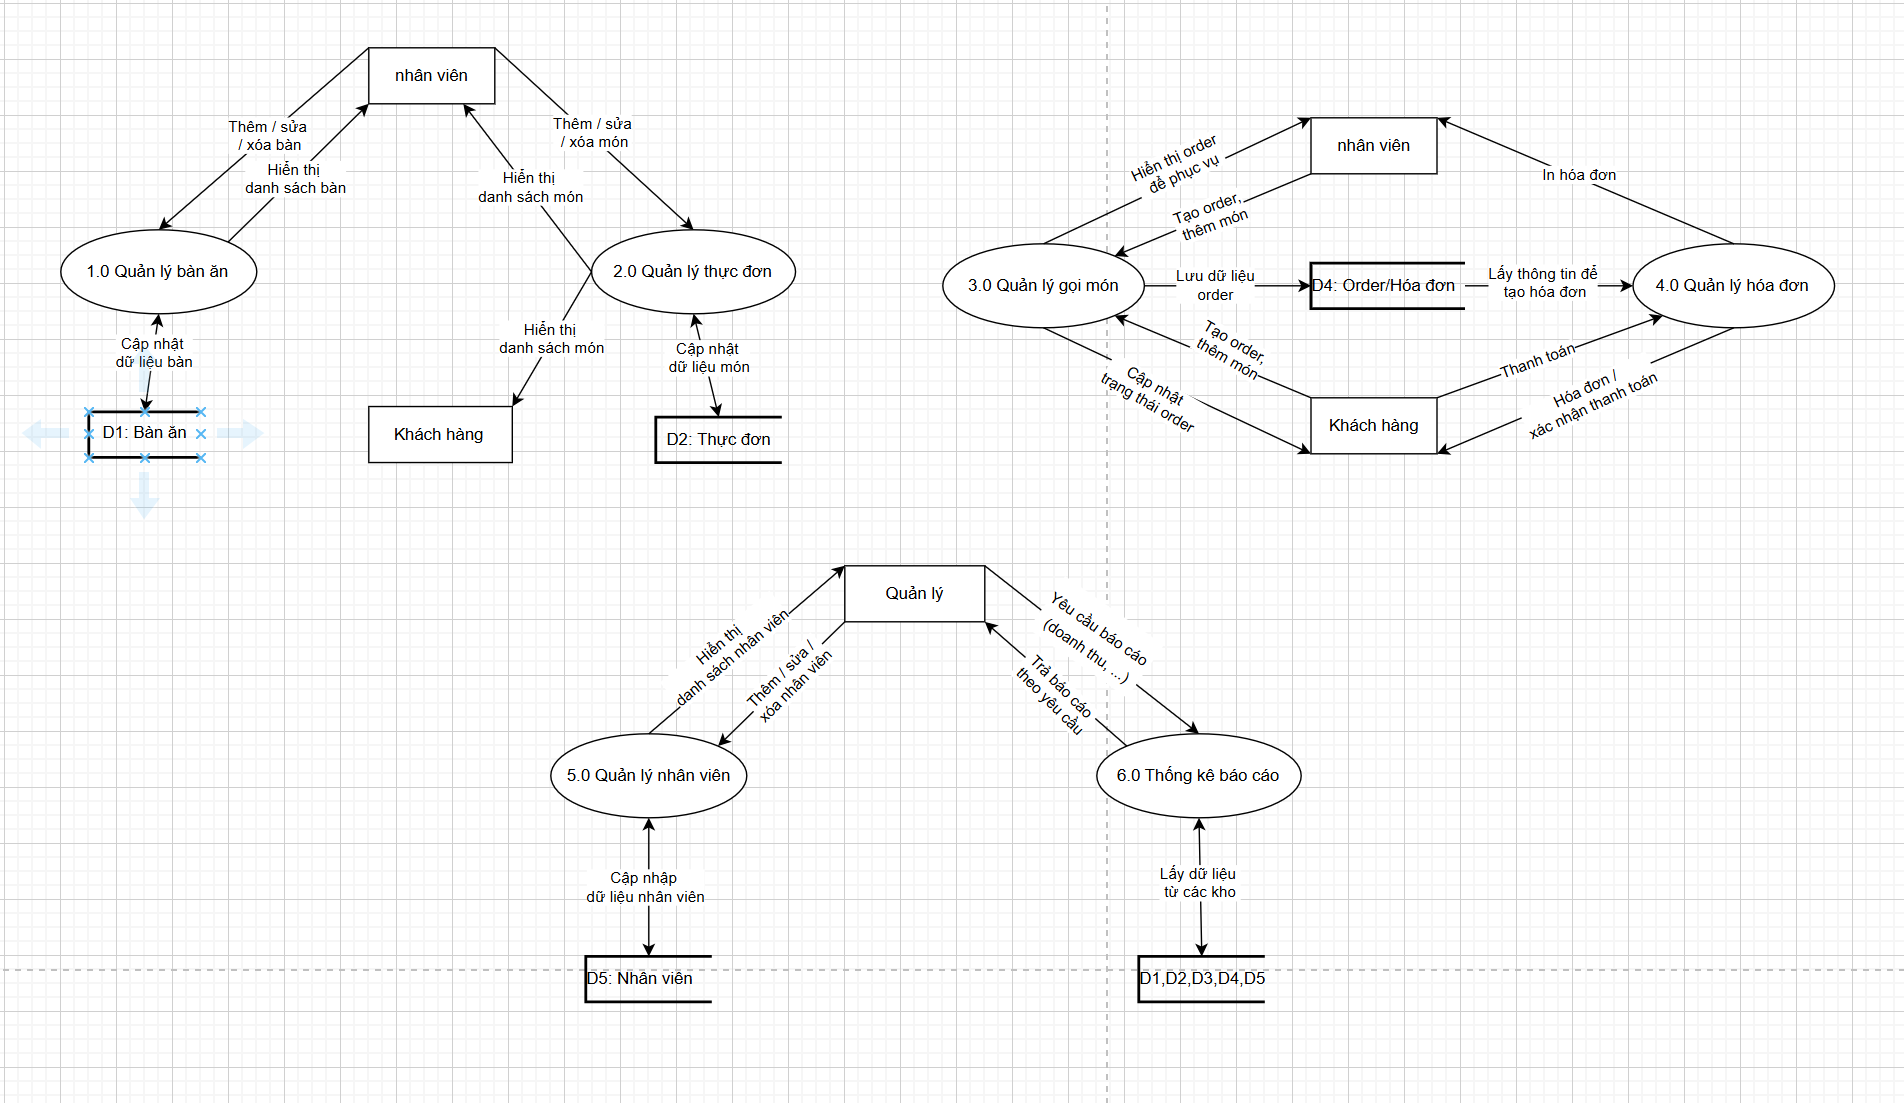 nhân viên
Thêm / sửa
/ xóa bàn
Hiển thị
danh sách bàn
Thêm / sửa
/ xóa món
Hiển thị
danh sách món
1.0 Quản lý bàn ăn
2.0 Quản lý thực đơn
Cập nhật
dữ liệu bàn
Hiển thị
danh sách món
Cập nhật
dữ liệu món
D1: Bàn ăn
Khách hàng
D2: Thực đơn
nhân viên
Hiển thị order
để phục vụ
Tạo order,
thêm món
In hóa đơn
3.0 Quản lý gọi món
Lưu dữ liệu
order
D4: Order/Hóa đơn
Lấy thông tin để
tạo hóa đơn
4.0 Quản lý hóa đơn
Tạo order,
thêm món
Cập nhật
trạng thái order
Thanh toán
Hóa đơn /
xác nhận thanh toán
Khách hàng
Quản lý
Hiển thị
danh sách nhân viên
Thêm / sửa /
xóa nhân viên
Yêu cầu báo cáo
(doanh thu, ...)
Trả báo cáo
theo yêu cầu
5.0 Quản lý nhân viên
6.0 Thống kê báo cáo
Cập nhập
dữ liệu nhân viên
Lấy dữ liệu
từ các kho
D5: Nhân viên
D1,D2,D3,D4,D5